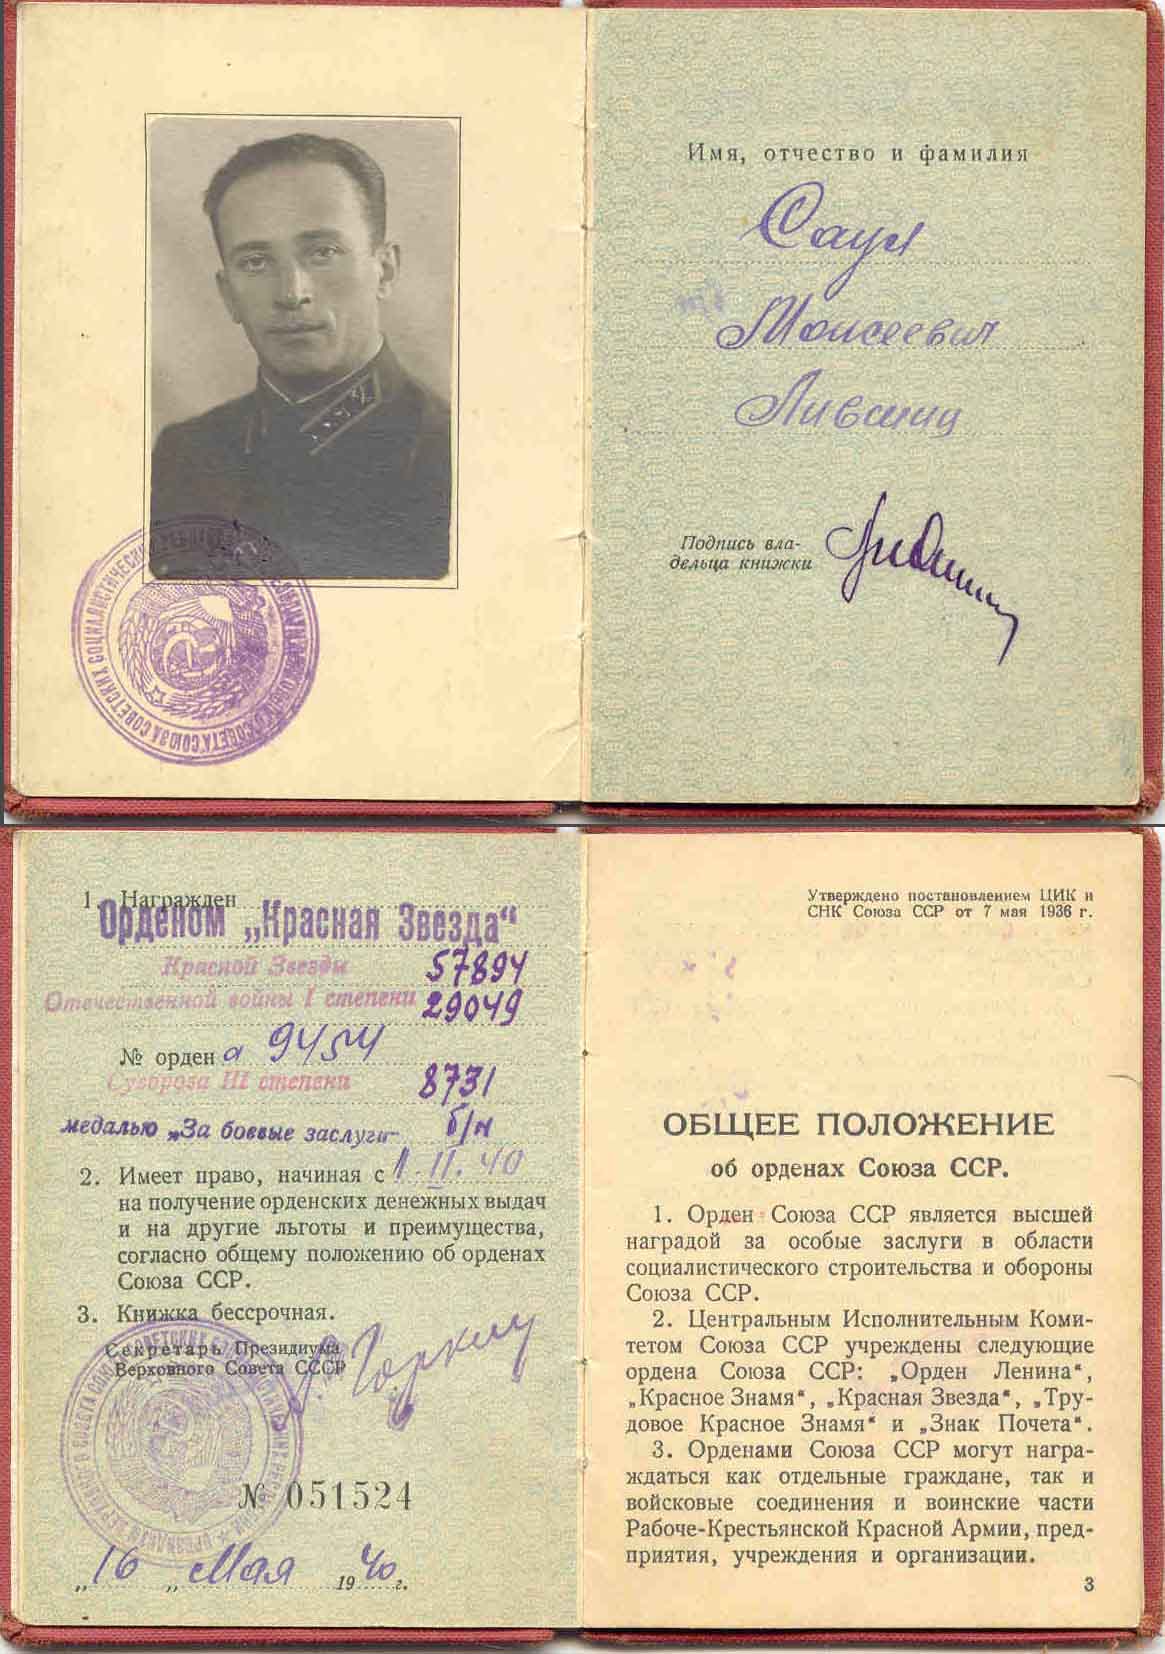 Имя, отчество и фамилия
Саул
Моисеевич
Лившиц
Подпись вла-
дельца книжки
1. Награжден
Орденом „Красная Звезда“
Красной Звезды 57894
Отечественной войны I степени 29049
№ ордена 9454
Суворова III степени 8731
медалью „За боевые заслуги“ б/н
2. Имеет право, начиная с 1.II.40
на получение орденских денежных выдач
и на другие льготы и преимущества,
согласно общему положению об орденах
Союза ССР.
3. Книжка бессрочная.
Секретарь Президиума
Верховного Совета СССР
А. Горкин
№ 051524
„16„ Мая 1940 г.
Утверждено постановлением ЦИК и
СНК Союза ССР от 7 мая 1936 г.
ОБЩЕЕ ПОЛОЖЕНИЕ
об орденах Союза ССР.
1. Орден Союза ССР является высшей
наградой за особые заслуги в области
социалистического строительства и обороны
Союза ССР.
2. Центральным Исполнительным Коми-
тетом Союза ССР учреждены следующие
ордена Союза ССР: „Орден Ленина“,
„Красное Знамя“, „Красная Звезда“, „Тру-
довое Красное Знамя“ и „Знак Почета“.
3. Орденами Союза ССР могут награ-
ждаться как отдельные граждане, так и
войсковые соединения и воинские части
Рабоче-Крестьянской Красной Армии, пред-
приятия, учреждения и организации.
3